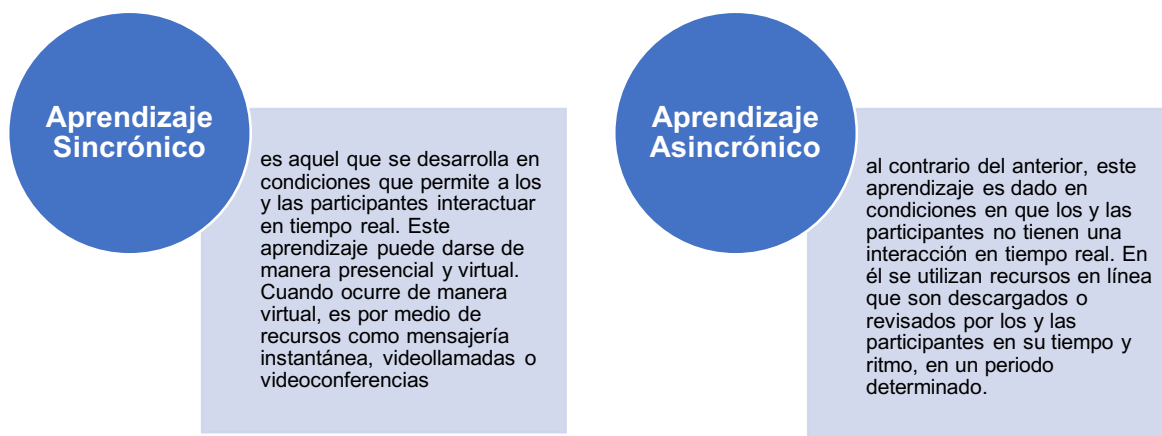 Aprendizaje
Sincrónico
es aquel que se desarrolla en
condiciones que permite a los
y las participantes interactuar
en tiempo real. Este
aprendizaje puede darse de
manera presencial y virtual.
Cuando ocurre de manera
virtual, es por medio de
recursos como mensajería
instantánea, videollamadas o
videoconferencias
Aprendizaje
Asincrónico
al contrario del anterior, este
aprendizaje es dado en
condiciones en que los y las
participantes no tienen una
interacción en tiempo real. En
él se utilizan recursos en línea
que son descargados o
revisados por los y las
participantes en su tiempo y
ritmo, en un periodo
determinado.